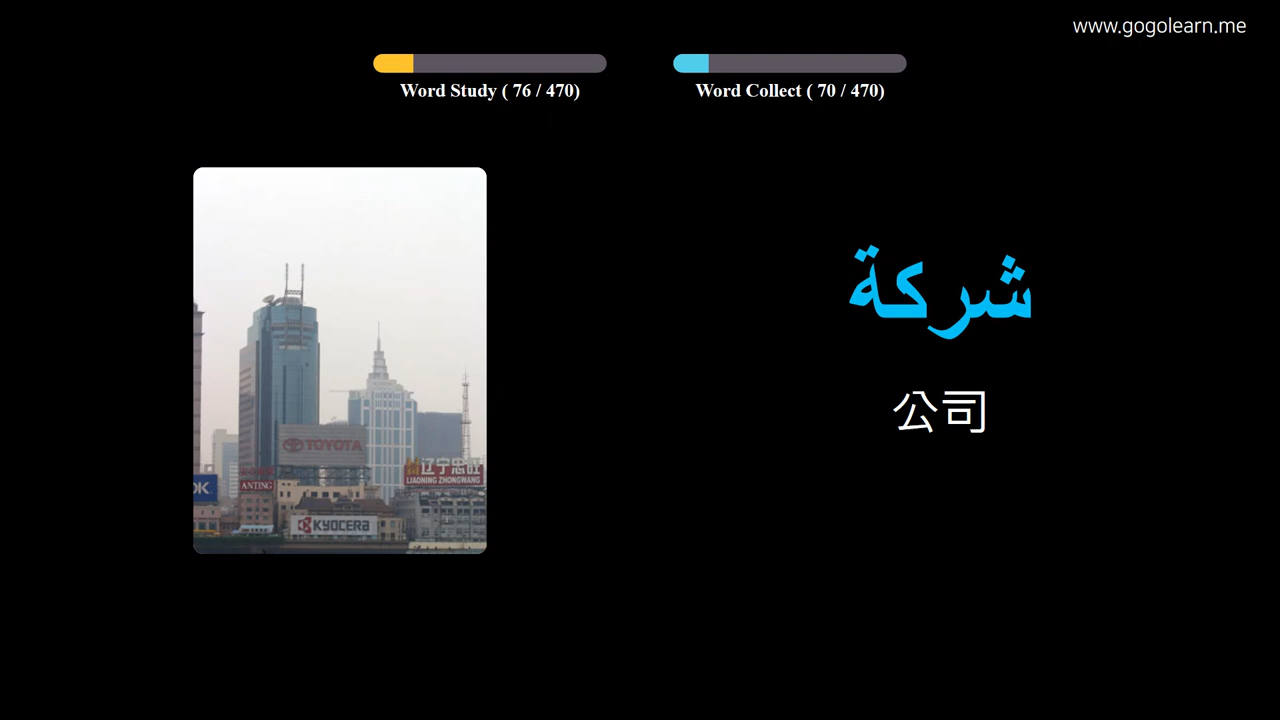 www.gogolearn.me
Word Study ( 76 / 470)
Word Collect ( 70 / 470)
شركة
公司
TOYOTA
辽宁忠旺
LIAONING ZHONGWANG
OK
ANTING
KYOCERA